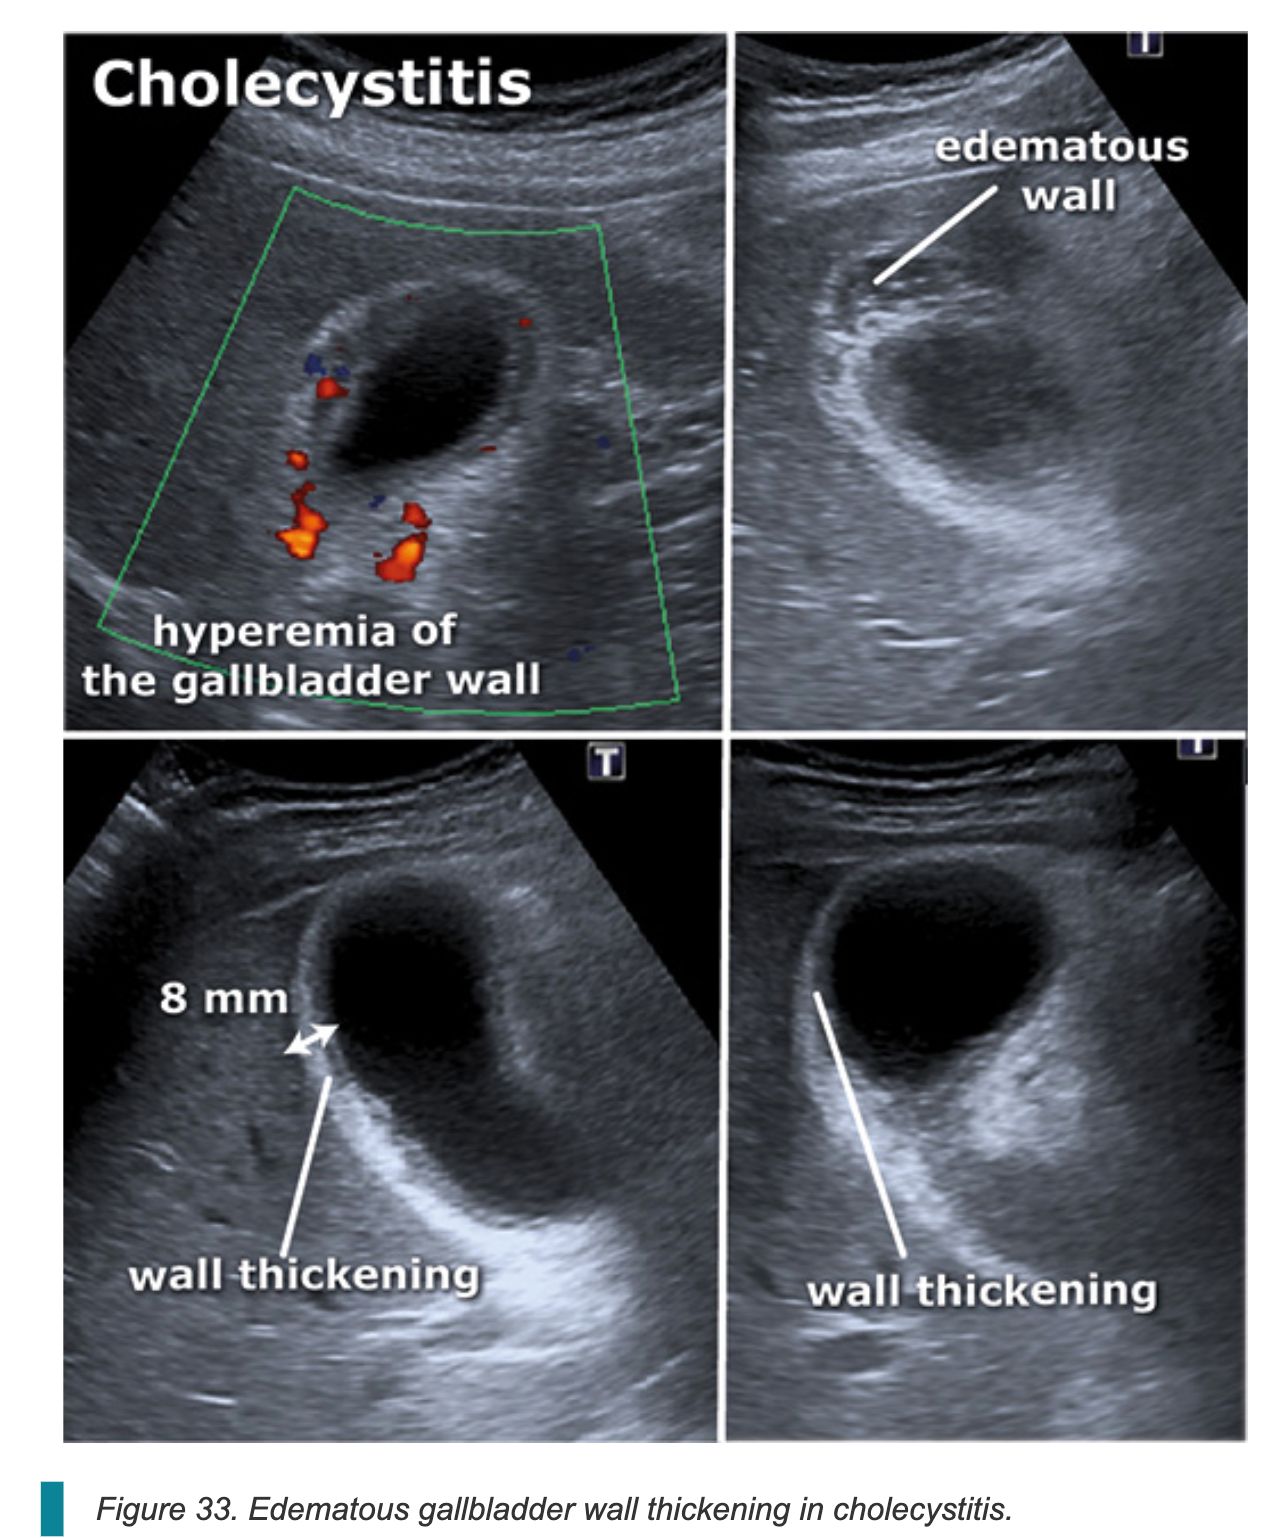 Cholecystitis
hyperemia of
the gallbladder wall
T
edematous
wall
T
8 mm
wall thickening
T
wall thickening
Figure 33. Edematous gallbladder wall thickening in cholecystitis.